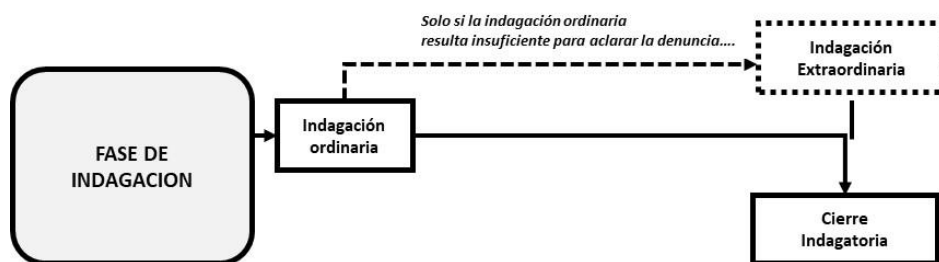 Solo si la indagación ordinaria
resulta insuficiente para aclarar la denuncia....
Indagación
Extraordinaria
FASE DE
INDAGACION
Indagación
ordinaria
Cierre
Indagatoria